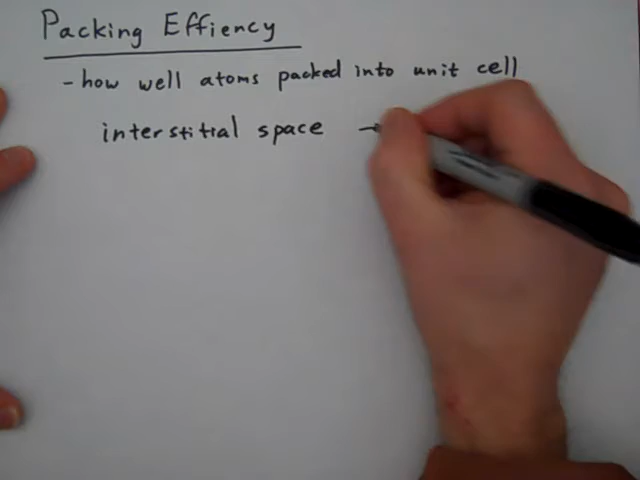 Packing Effiency
- how well atoms packed into unit cell
interstitial space →